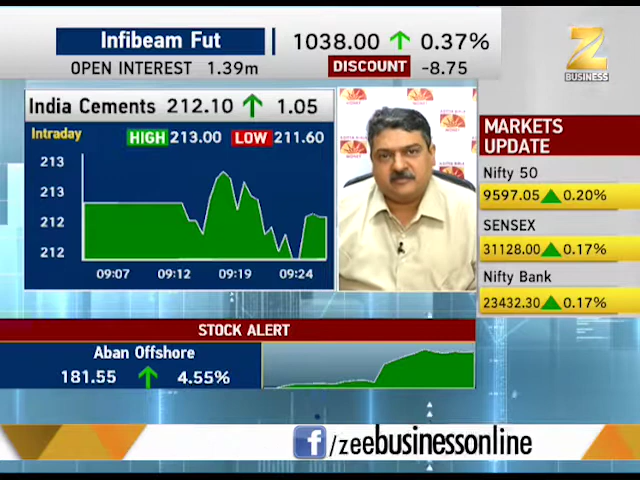 Infibeam Fut
1038.00 0.37%
OPEN INTEREST 1.39m
DISCOUNT -8.75
Z
BUSINESS
India Cements 212.10 1.05
Intraday
HIGH 213.00 LOW 211.60
213
213
212
212
09:07 09:12 09:19 09:24
MONEY
MARKETS
UPDATE
Nifty 50
9597.05 0.20%
SENSEX
31128.00 0.17%
Nifty Bank
23432.30 0.17%
STOCK ALERT
Aban Offshore
181.55 4.55%
f /zeebusinessonline